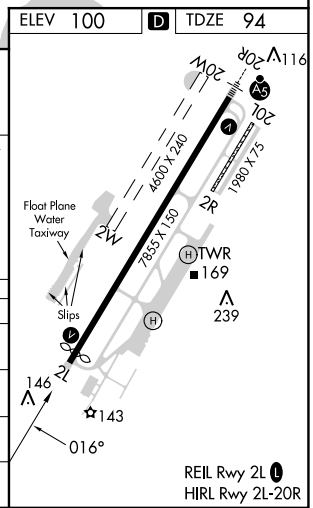 ELEV 100 D TDZE 94
20W
20R
116
A5
V
20L
4600 X 240
1980 X 75
Float Plane
Water
Taxiway
2W
2R
7855 X 150
H TWR
169
239
Slips
H
V
2L
146
143
016°
REIL Rwy 2L L
HIRL Rwy 2L-20R